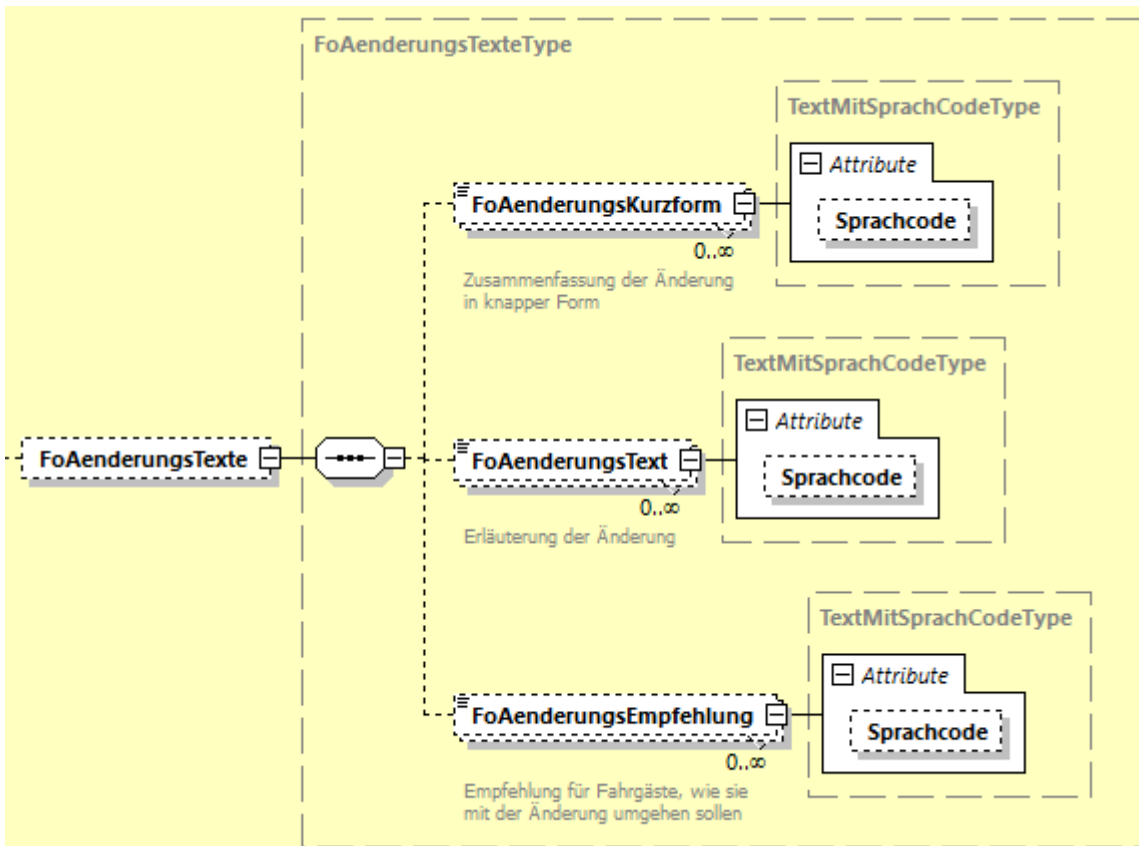 FoAenderungsTexteType
TextMitSprachCodeType
Attribute
FoAenderungsKurzform
Sprachcode
0..∞
Zusammenfassung der Änderung
in knapper Form
TextMitSprachCodeType
Attribute
FoAenderungsTexte
FoAenderungsText
Sprachcode
0..∞
Erläuterung der Änderung
TextMitSprachCodeType
Attribute
FoAenderungsEmpfehlung
Sprachcode
0..∞
Empfehlung für Fahrgäste, wie sie
mit der Änderung umgehen sollen